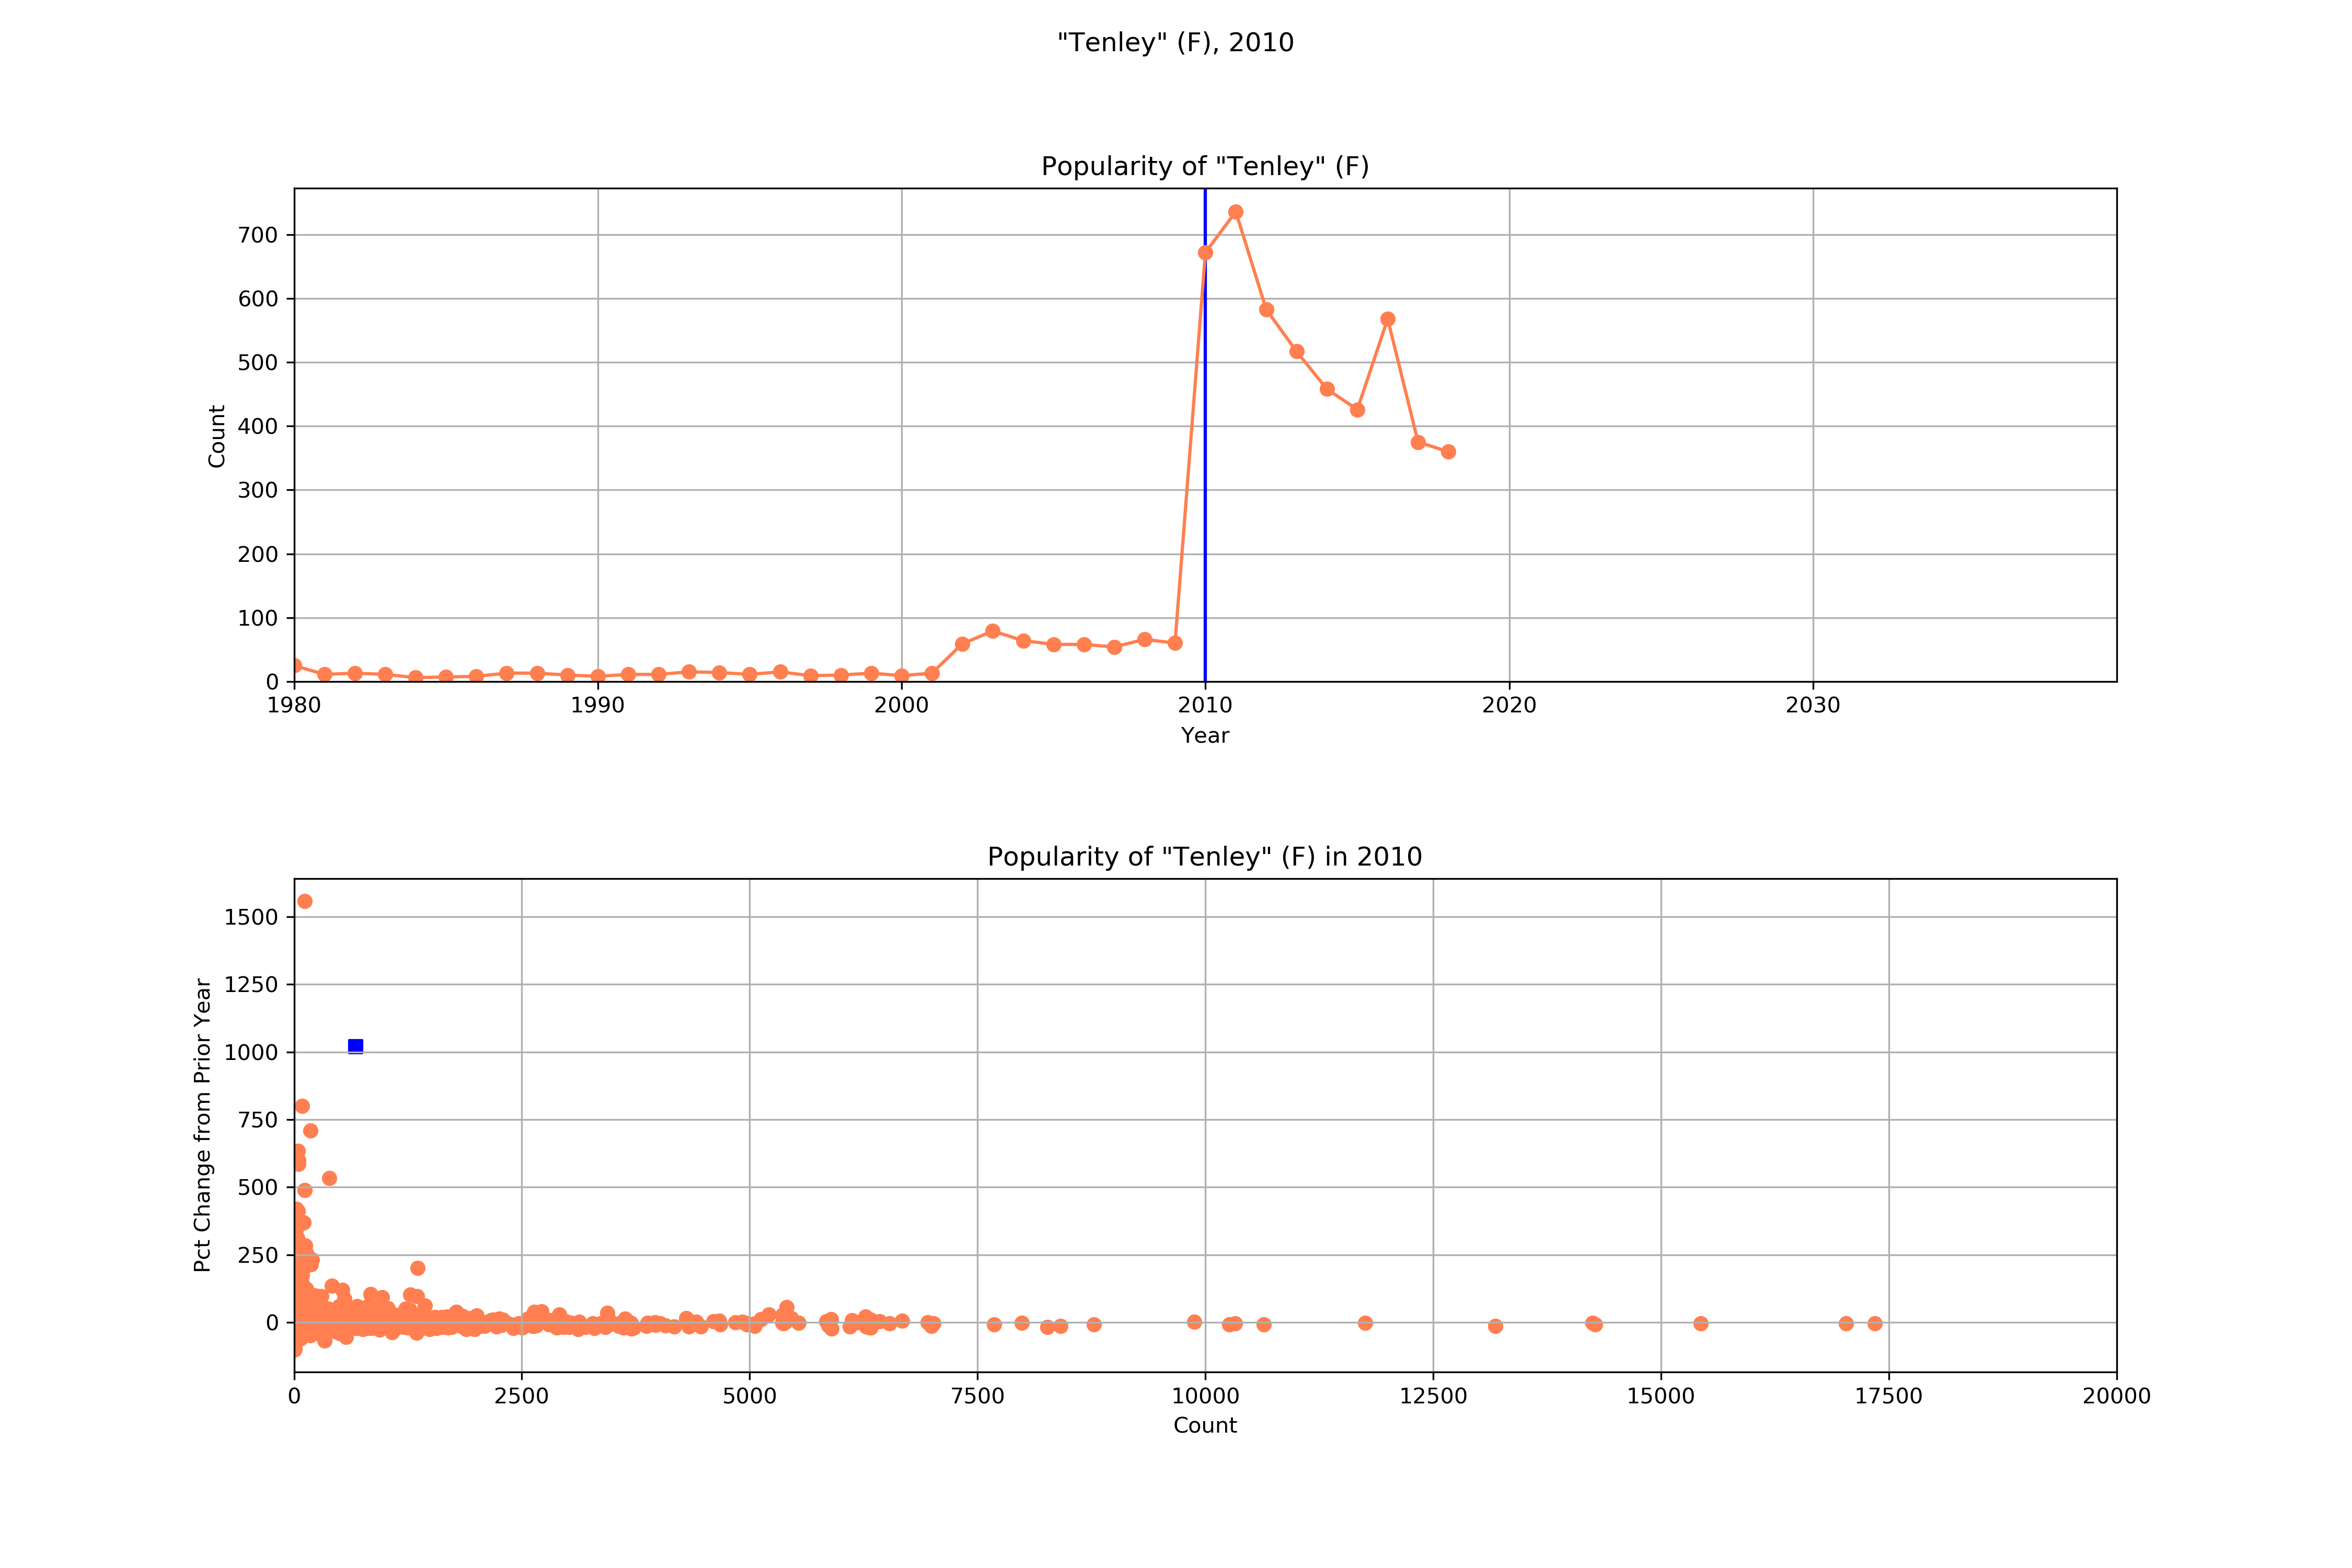 "Tenley" (F), 2010
Popularity of "Tenley" (F)
700
600
500
400
300
200
100
0
Count
1980 1990 2000 2010 2020 2030
Year
Popularity of "Tenley" (F) in 2010
1500
1250
1000
750
500
250
0
Pct Change from Prior Year
0 2500 5000 7500 10000 12500 15000 17500 20000
Count